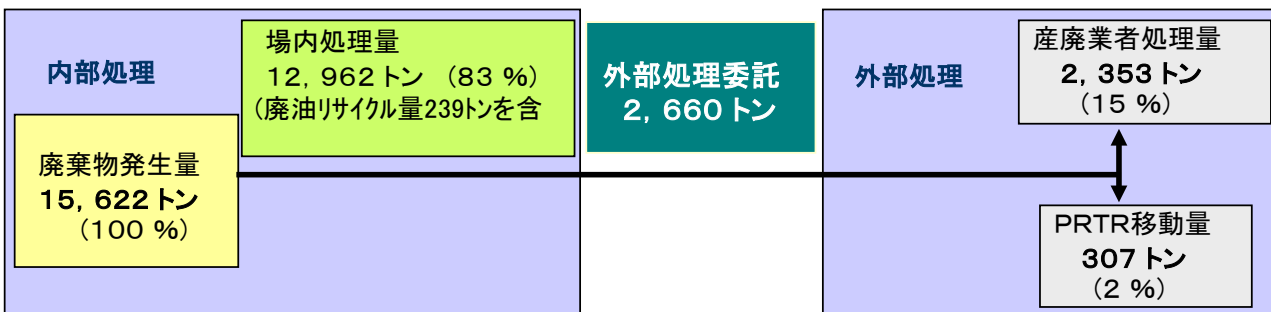 内部処理
場内処理量
12,962トン (83 %)
(廃油リサイクル量239トンを含
廃棄物発生量
15,622トン
(100 %)
外部処理委託
2,660トン
外部処理
産廃業者処理量
2,353トン
(15 %)
PRTR移動量
307トン
(2 %)